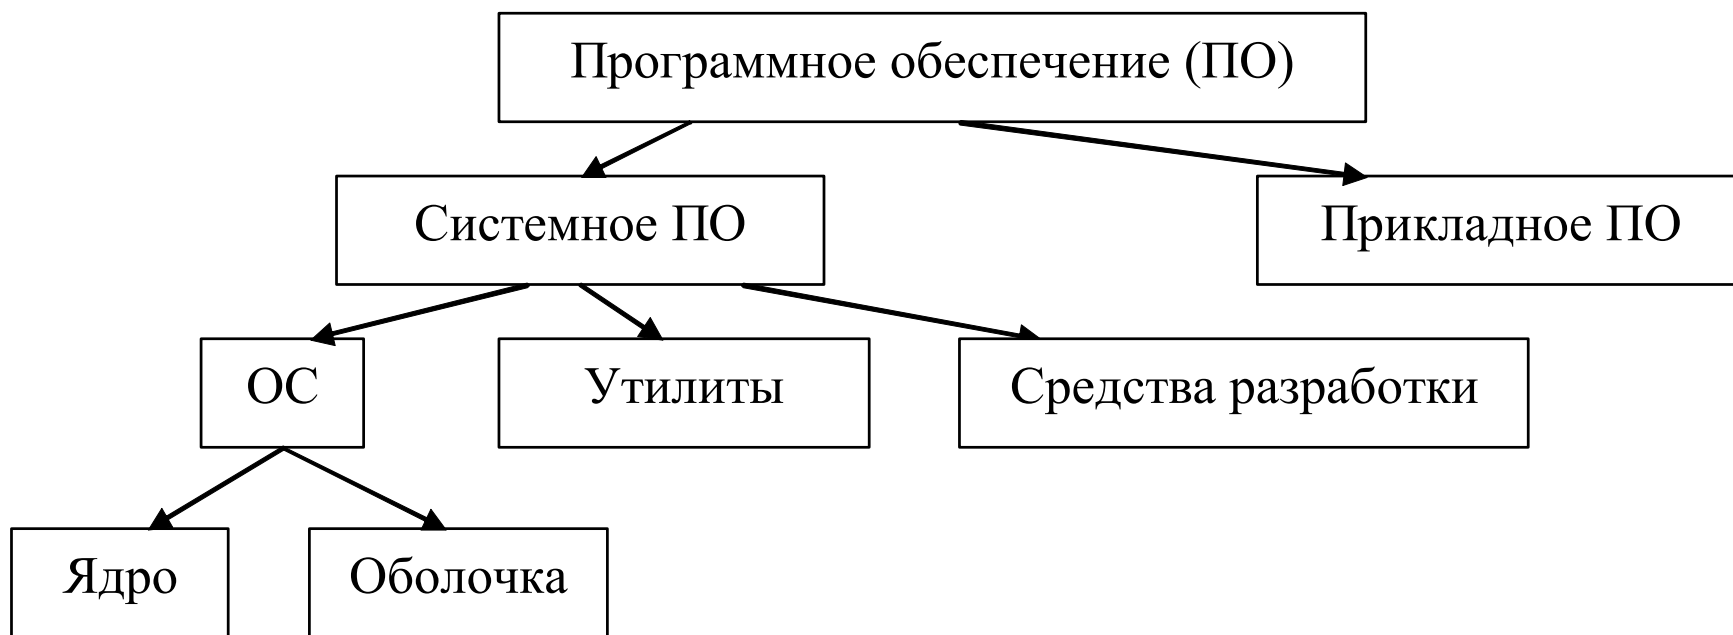 Программное обеспечение (ПО)
Системное ПО
Прикладное ПО
ОС
Утилиты
Средства разработки
Ядро
Оболочка